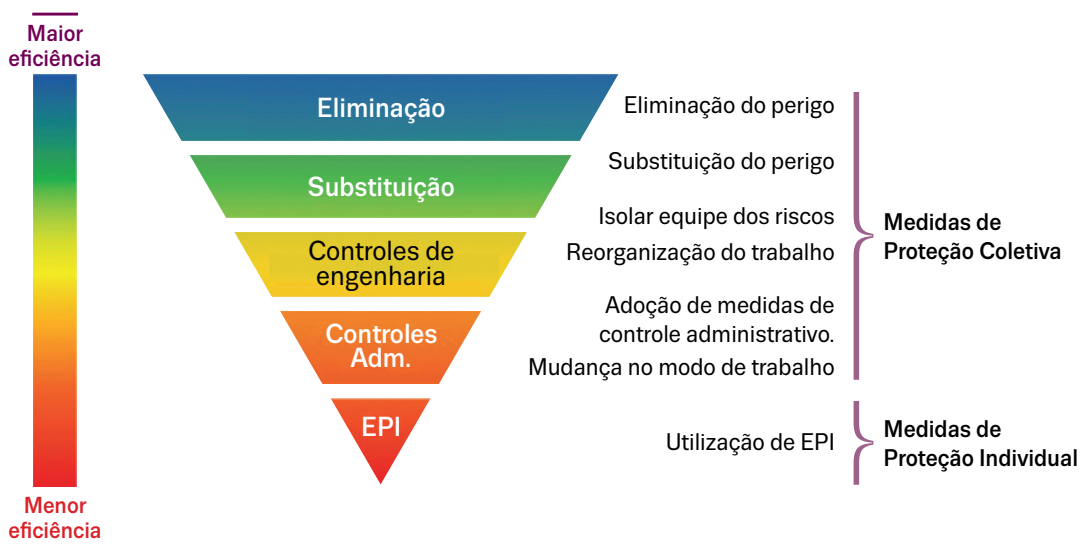 Maior
eficiência
Eliminação
Eliminação do perigo
Substituição
Substituição do perigo
Controles de
engenharia
Isolar equipe dos riscos
Reorganização do trabalho
Controles
Adm.
Adoção de medidas de
controle administrativo.
Mudança no modo de trabalho
Medidas de
Proteção Coletiva
EPI
Utilização de EPI
Medidas de
Proteção Individual
Menor
eficiência